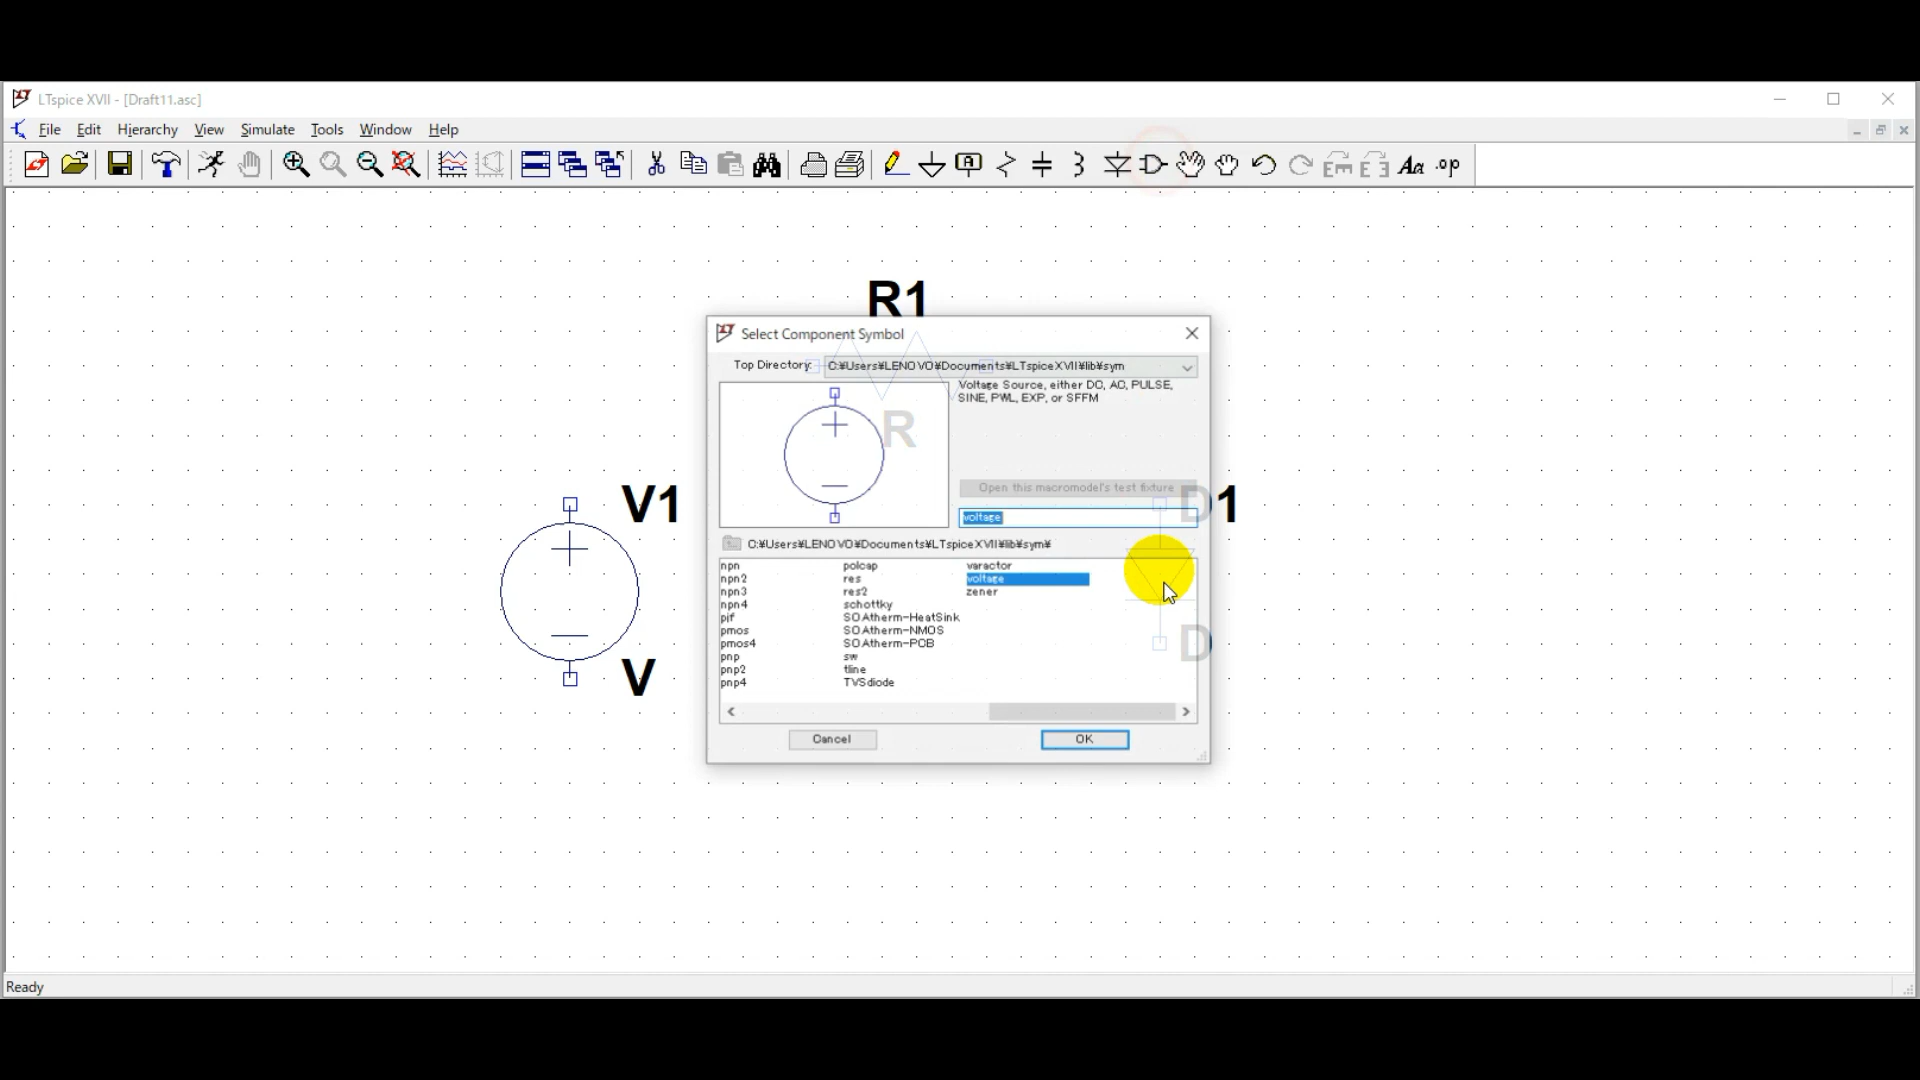 LTspice XVII - [Draft11.asc]
File Edit Hierarchy View Simulate Tools Window Help
Aa .op
R1
Select Component Symbol
Top Directory: C:¥Users¥LENOVO¥Documents¥LTspiceXVII¥lib¥sym
Voltage Source, either DC, AC, PULSE,
SINE, PWL, EXP, or SFFM
R
Open this macromodel's test fixture
V1
D1
voltage
C:¥Users¥LENOVO¥Documents¥LTspiceXVII¥lib¥sym¥
npn polcap varactor
npn2 res voltage
npn3 res2 zener
npn4 schottky
pjf SOAtherm-HeatSink
pmos SOAtherm-NMOS
pmos4 SOAtherm-PCB
pnp sw
pnp2 tline
pnp4 TVSdiode
V
D
Cancel OK
Ready